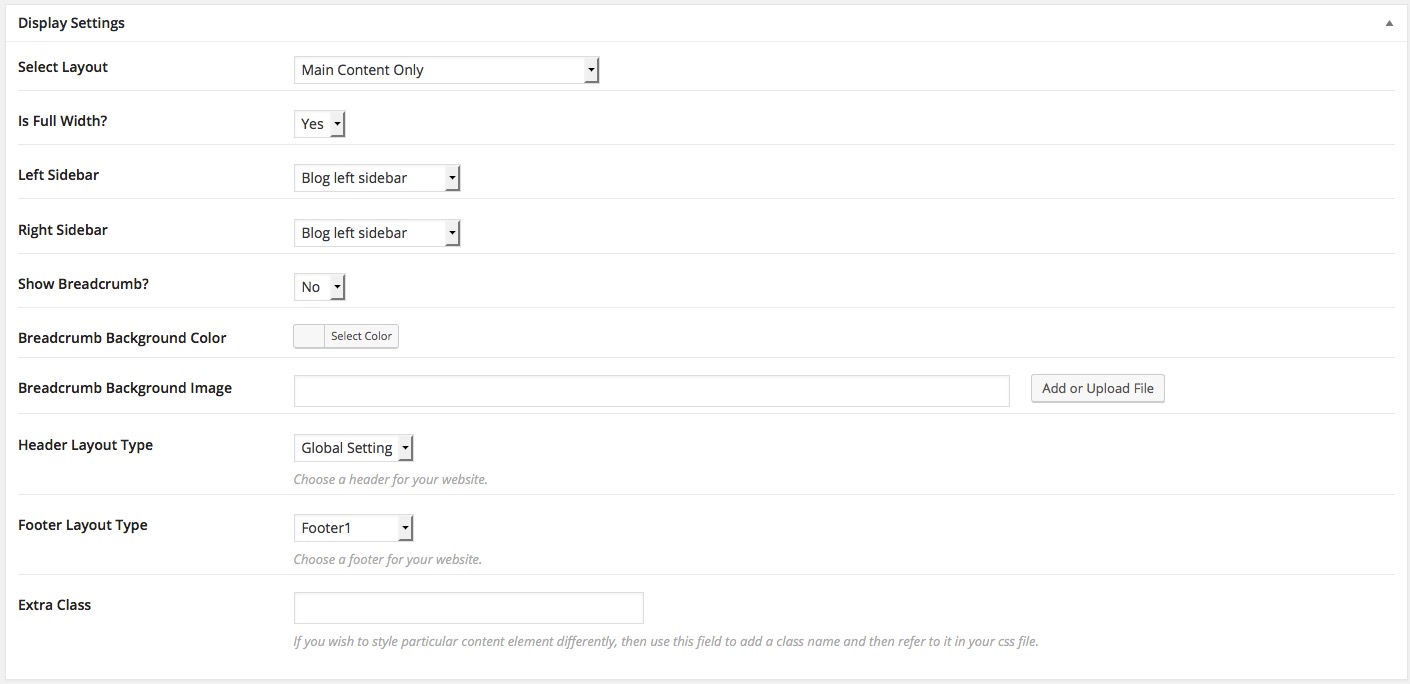 Display Settings
Select Layout
Main Content Only
Is Full Width?
Yes
Left Sidebar
Blog left sidebar
Right Sidebar
Blog left sidebar
Show Breadcrumb?
No
Breadcrumb Background Color
Select Color
Breadcrumb Background Image
Add or Upload File
Header Layout Type
Global Setting
Choose a header for your website.
Footer Layout Type
Footer1
Choose a footer for your website.
Extra Class
If you wish to style particular content element differently, then use this field to add a class name and then refer to it in your css file.